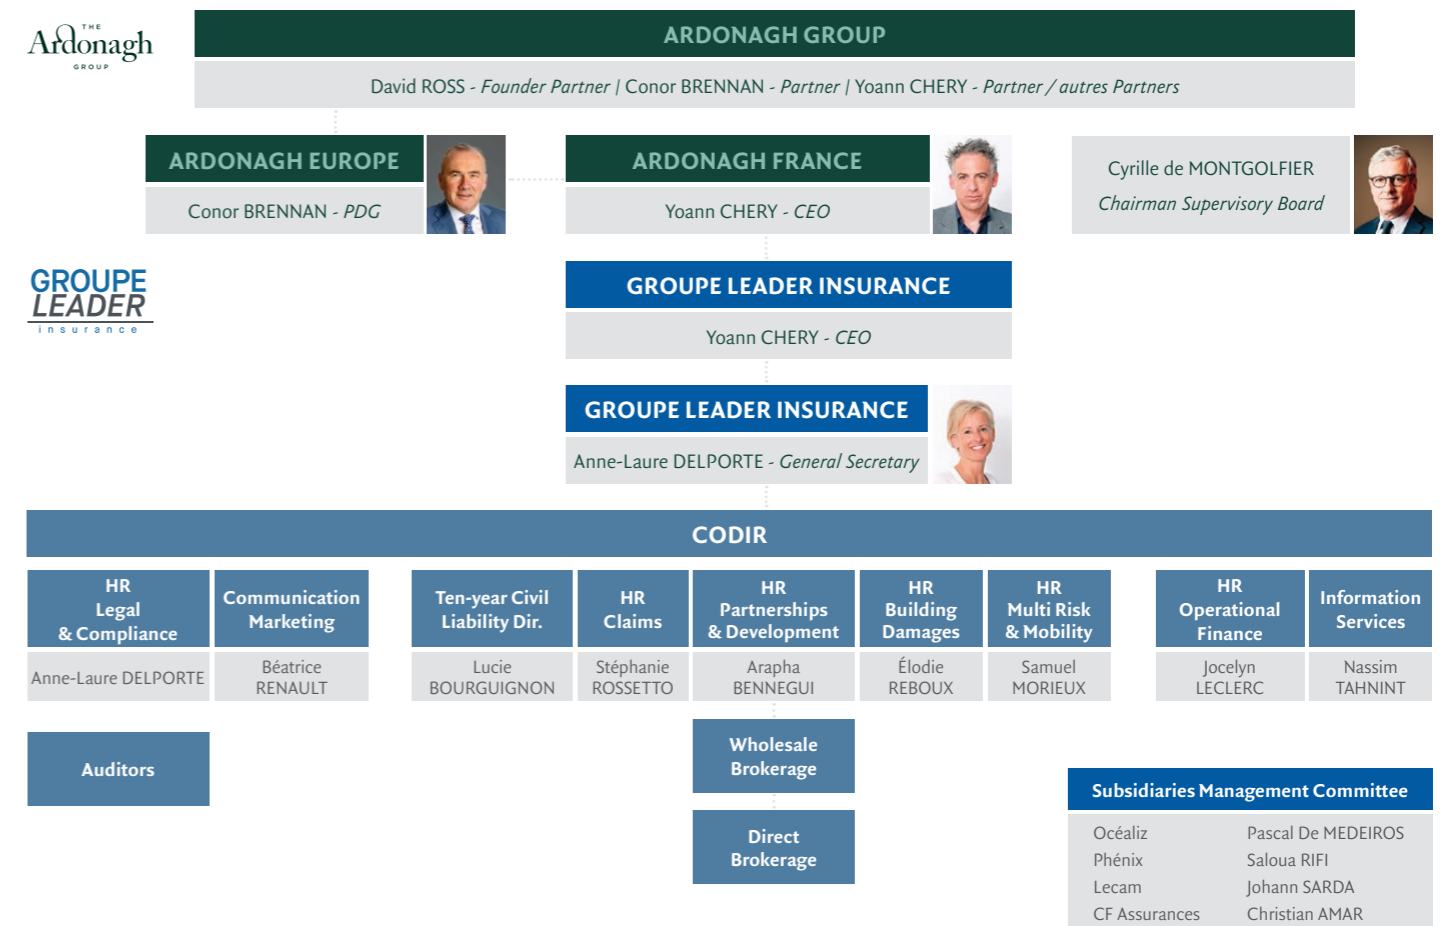 THE
Ardonagh
GROUP
ARDONAGH GROUP
David ROSS - Founder Partner | Conor BRENNAN - Partner | Yoann CHERY - Partner / autres Partners
ARDONAGH EUROPE
Conor BRENNAN - PDG
ARDONAGH FRANCE
Yoann CHERY - CEO
Cyrille de MONTGOLFIER
Chairman Supervisory Board
GROUPE
LEADER
insurance
GROUPE LEADER INSURANCE
Yoann CHERY - CEO
GROUPE LEADER INSURANCE
Anne-Laure DELPORTE - General Secretary
CODIR
HR
Legal
& Compliance
Anne-Laure DELPORTE
Communication
Marketing
Béatrice
RENAULT
Ten-year Civil
Liability Dir.
Lucie
BOURGUIGNON
HR
Claims
Stéphanie
ROSSETTO
HR
Partnerships
& Development
Arapha
BENNEGUI
HR
Building
Damages
Élodie
REBOUX
HR
Multi Risk
& Mobility
Samuel
MORIEUX
HR
Operational
Finance
Jocelyn
LECLERC
Information
Services
Nassim
TAHNINT
Auditors
Wholesale
Brokerage
Direct
Brokerage
Subsidiaries Management Committee
Océaliz Pascal De MEDEIROS
Phénix Saloua RIFI
Lecam Johann SARDA
CF Assurances Christian AMAR